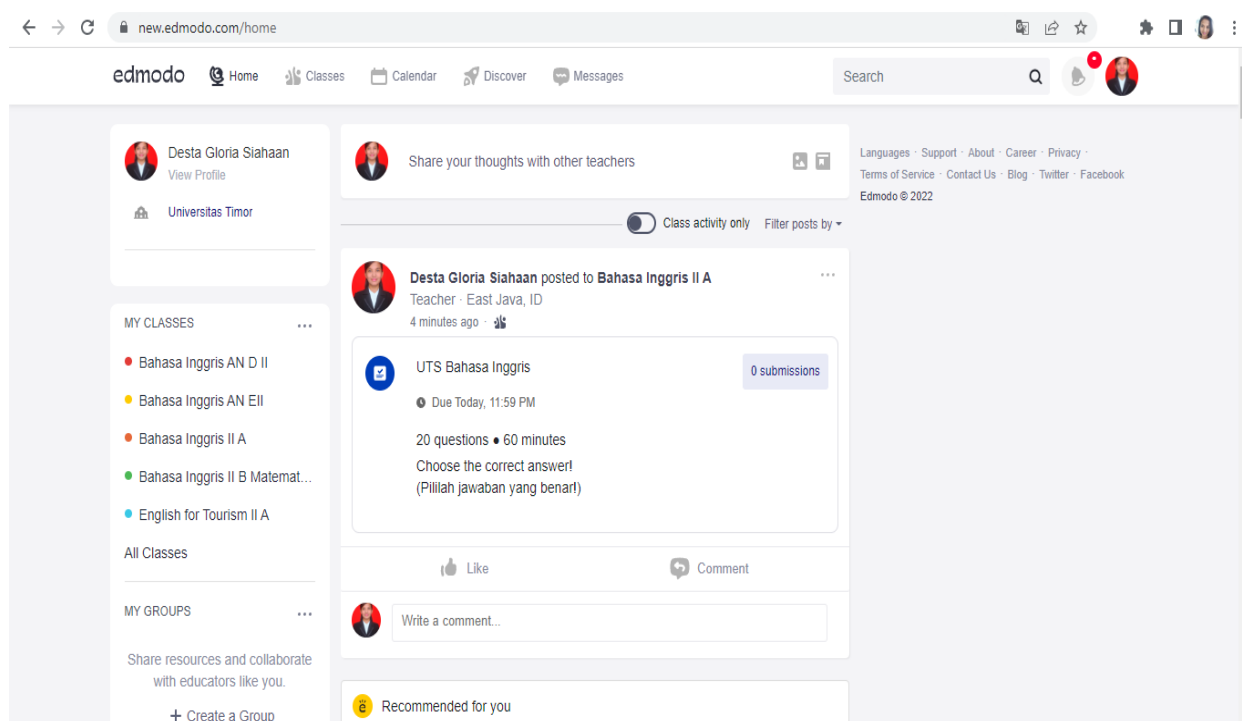 new.edmodo.com/home
edmodo Home Classes Calendar Discover Messages Search
Desta Gloria Siahaan
View Profile
Universitas Timor
MY CLASSES
Bahasa Inggris AN D II
Bahasa Inggris AN EII
Bahasa Inggris II A
Bahasa Inggris II B Matemat...
English for Tourism II A
All Classes
MY GROUPS
Share resources and collaborate
with educators like you.
+ Create a Group
Share your thoughts with other teachers
Class activity only Filter posts by
Desta Gloria Siahaan posted to Bahasa Inggris II A
Teacher · East Java, ID
4 minutes ago ·
UTS Bahasa Inggris
0 submissions
Due Today, 11:59 PM
20 questions • 60 minutes
Choose the correct answer!
(Pililah jawaban yang benar!)
Like Comment
Write a comment...
Recommended for you
Languages · Support · About · Career · Privacy ·
Terms of Service · Contact Us · Blog · Twitter · Facebook
Edmodo © 2022